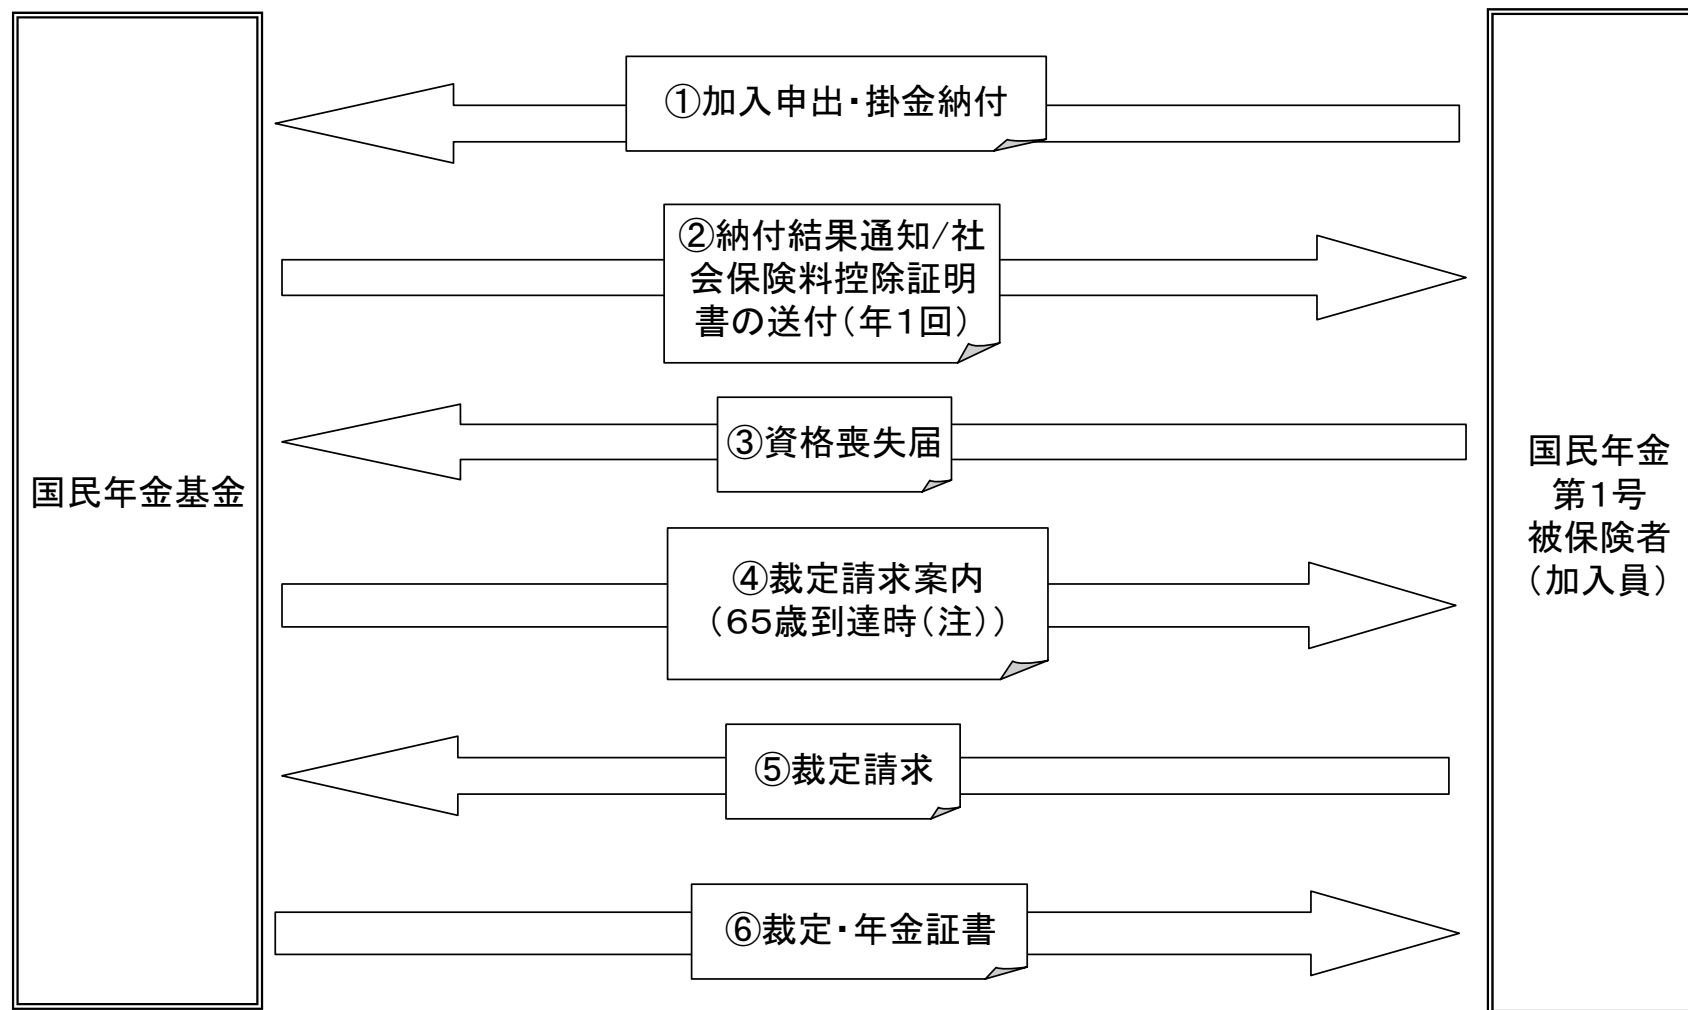 ①加入申出・掛金納付
②納付結果通知/社
会保険料控除証明
書の送付(年1回)
③資格喪失届
国民年金基金
国民年金
第1号
被保険者
(加入員)
④裁定請求案内
(65歳到達時(注))
⑤裁定請求
⑥裁定・年金証書